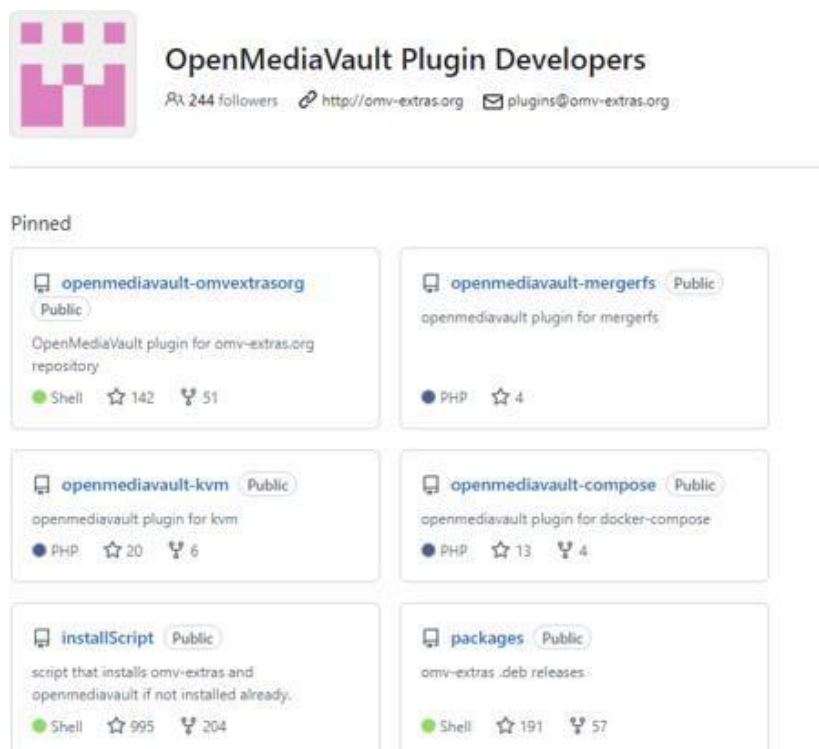 OpenMediaVault Plugin Developers
244 followers http://omv-extras.org plugins@omv-extras.org
Pinned
openmediavault-omvextrasorg
Public
OpenMediaVault plugin for omv-extras.org
repository
Shell 142 51
openmediavault-mergerfs Public
openmediavault plugin for mergerfs
PHP 4
openmediavault-kvm Public
openmediavault plugin for kvm
PHP 20 6
openmediavault-compose Public
openmediavault plugin for docker-compose
PHP 13 4
installScript Public
script that installs omv-extras and
openmediavault if not installed already.
Shell 995 204
packages Public
omv-extras .deb releases
Shell 191 57